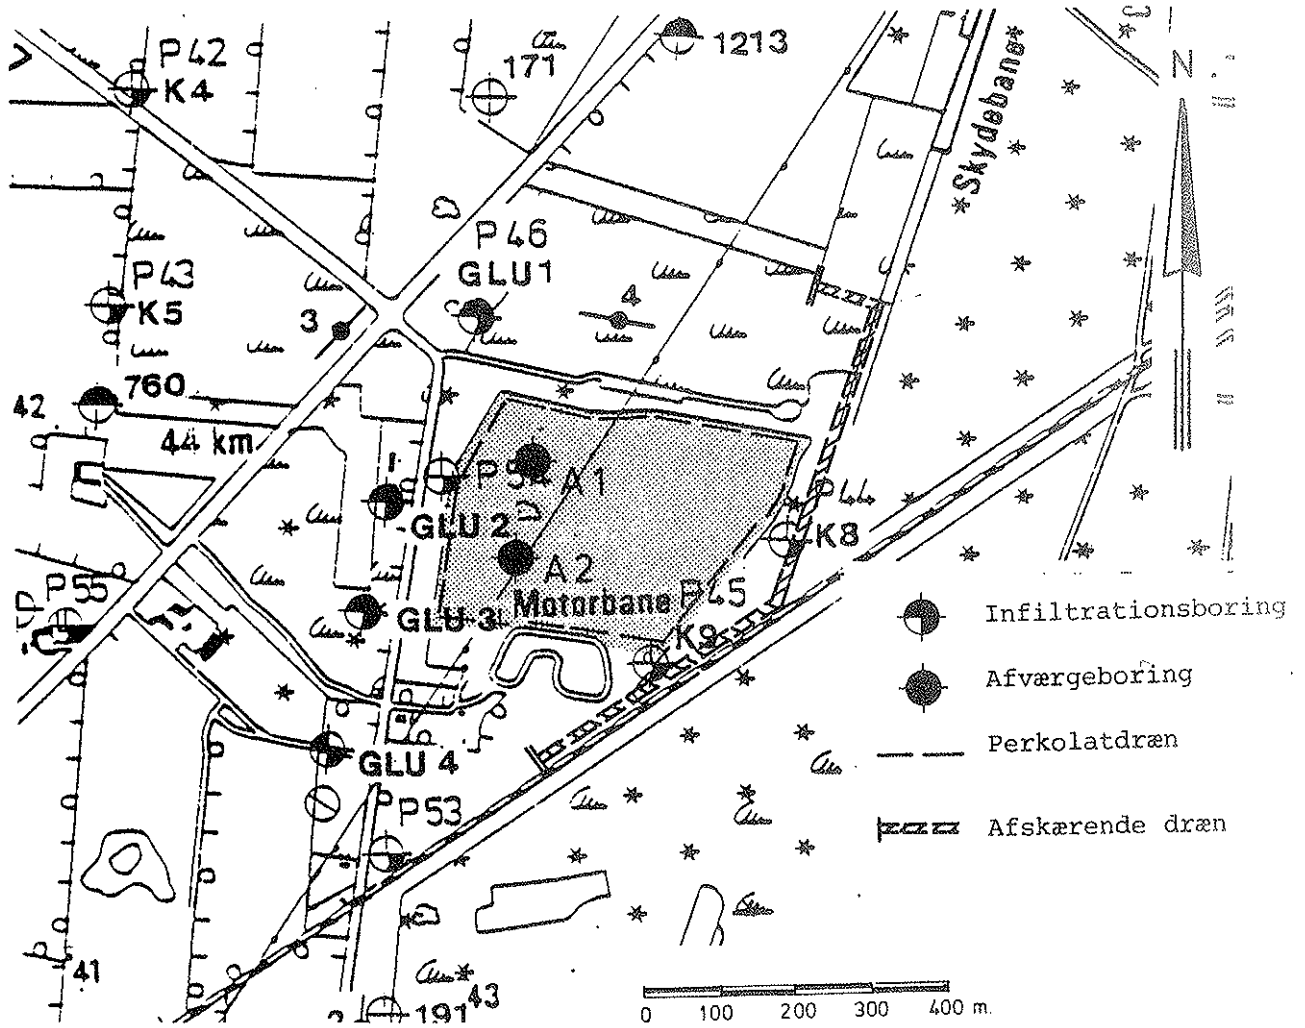 P42
K4
171
1213
Skydebane
N
P46
GLU1
P43
K5
3
4
760
42
44 km
A1
GLU 2
P44
K8
A2
P55
GLU 3
Motorbane
P45
K9
GLU 4
P53
41
43
191
Infiltrationsboring
Afværgeboring
Perkolatdræn
Afskærende dræn
0 100 200 300 400 m.